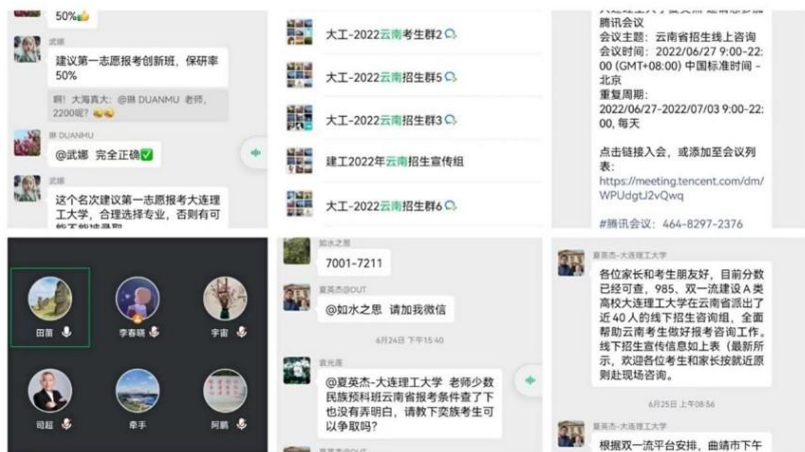 50%👍
武娜
建议第一志愿报考创新班，保研率
50%
啊！大海真大：@琳 DUANMU 老师，
2200呢？
琳 DUANMU
@武娜 完全正确✅
武娜
这个名次建议第一志愿报考大连理
工大学，合理选择专业，否则有可
大工-2022云南考生群2
大工-2022云南招生群5
大工-2022云南招生群3
建工2022年云南招生宣传组
大工-2022云南招生群6
腾讯会议
会议主题：云南省招生线上咨询
会议时间：2022/06/27 9:00-22:
00 (GMT+08:00) 中国标准时间 -
北京
重复周期：
2022/06/27-2022/07/03 9:00-22:
00, 每天
点击链接入会，或添加至会议列
表：
https://meeting.tencent.com/dm/
WPUdgtJ2vQwq
#腾讯会议：464-8297-2376
田苗
李春晓
宇宙
司超
牵手
阿鹏
如水之思
7001-7211
夏英杰@DUT
@如水之思 请加我微信
6月24日 下午15:40
袁光莲
@夏英杰-大连理工大学 老师少数
民族预科班云南省报考条件查了下
也没有弄明白，请教下奕族考生可
以争取吗？
夏英杰@DUT
夏英杰-大连理工大学
各位家长和考生朋友好，目前分数
已经可查，985、双一流建设A类
高校大连理工大学在云南省派出了
近40人的线下招生咨询组，全面
帮助云南考生做好报考咨询工作。
线下招生宣传信息如上表（最新所
示，欢迎各位考生和家长按就近原
则赴现场咨询。
6月25日 上午08:56
夏英杰-大连理工大学
根据双一流平台安排，曲靖市下午